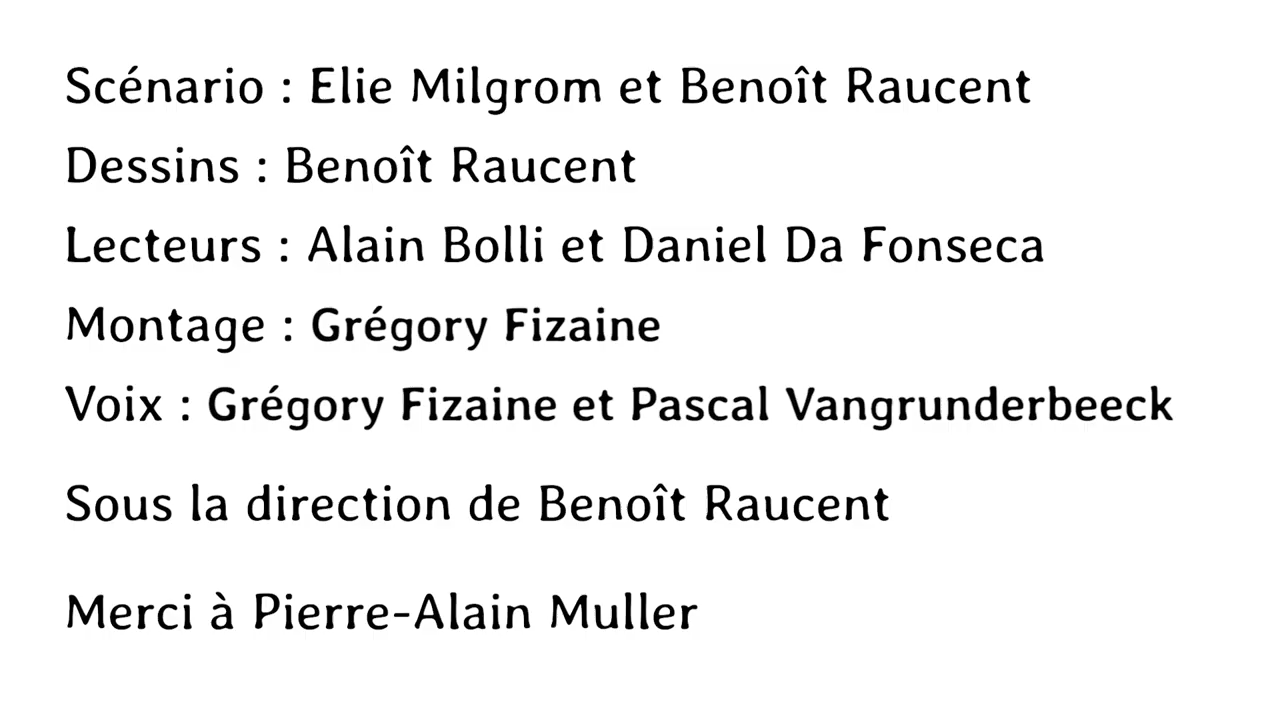 Scénario : Elie Milgrom et Benoît Raucent
Dessins : Benoît Raucent
Lecteurs : Alain Bolli et Daniel Da Fonseca
Montage : Grégory Fizaine
Voix : Grégory Fizaine et Pascal Vangrunderbeeck
Sous la direction de Benoît Raucent
Merci à Pierre-Alain Muller